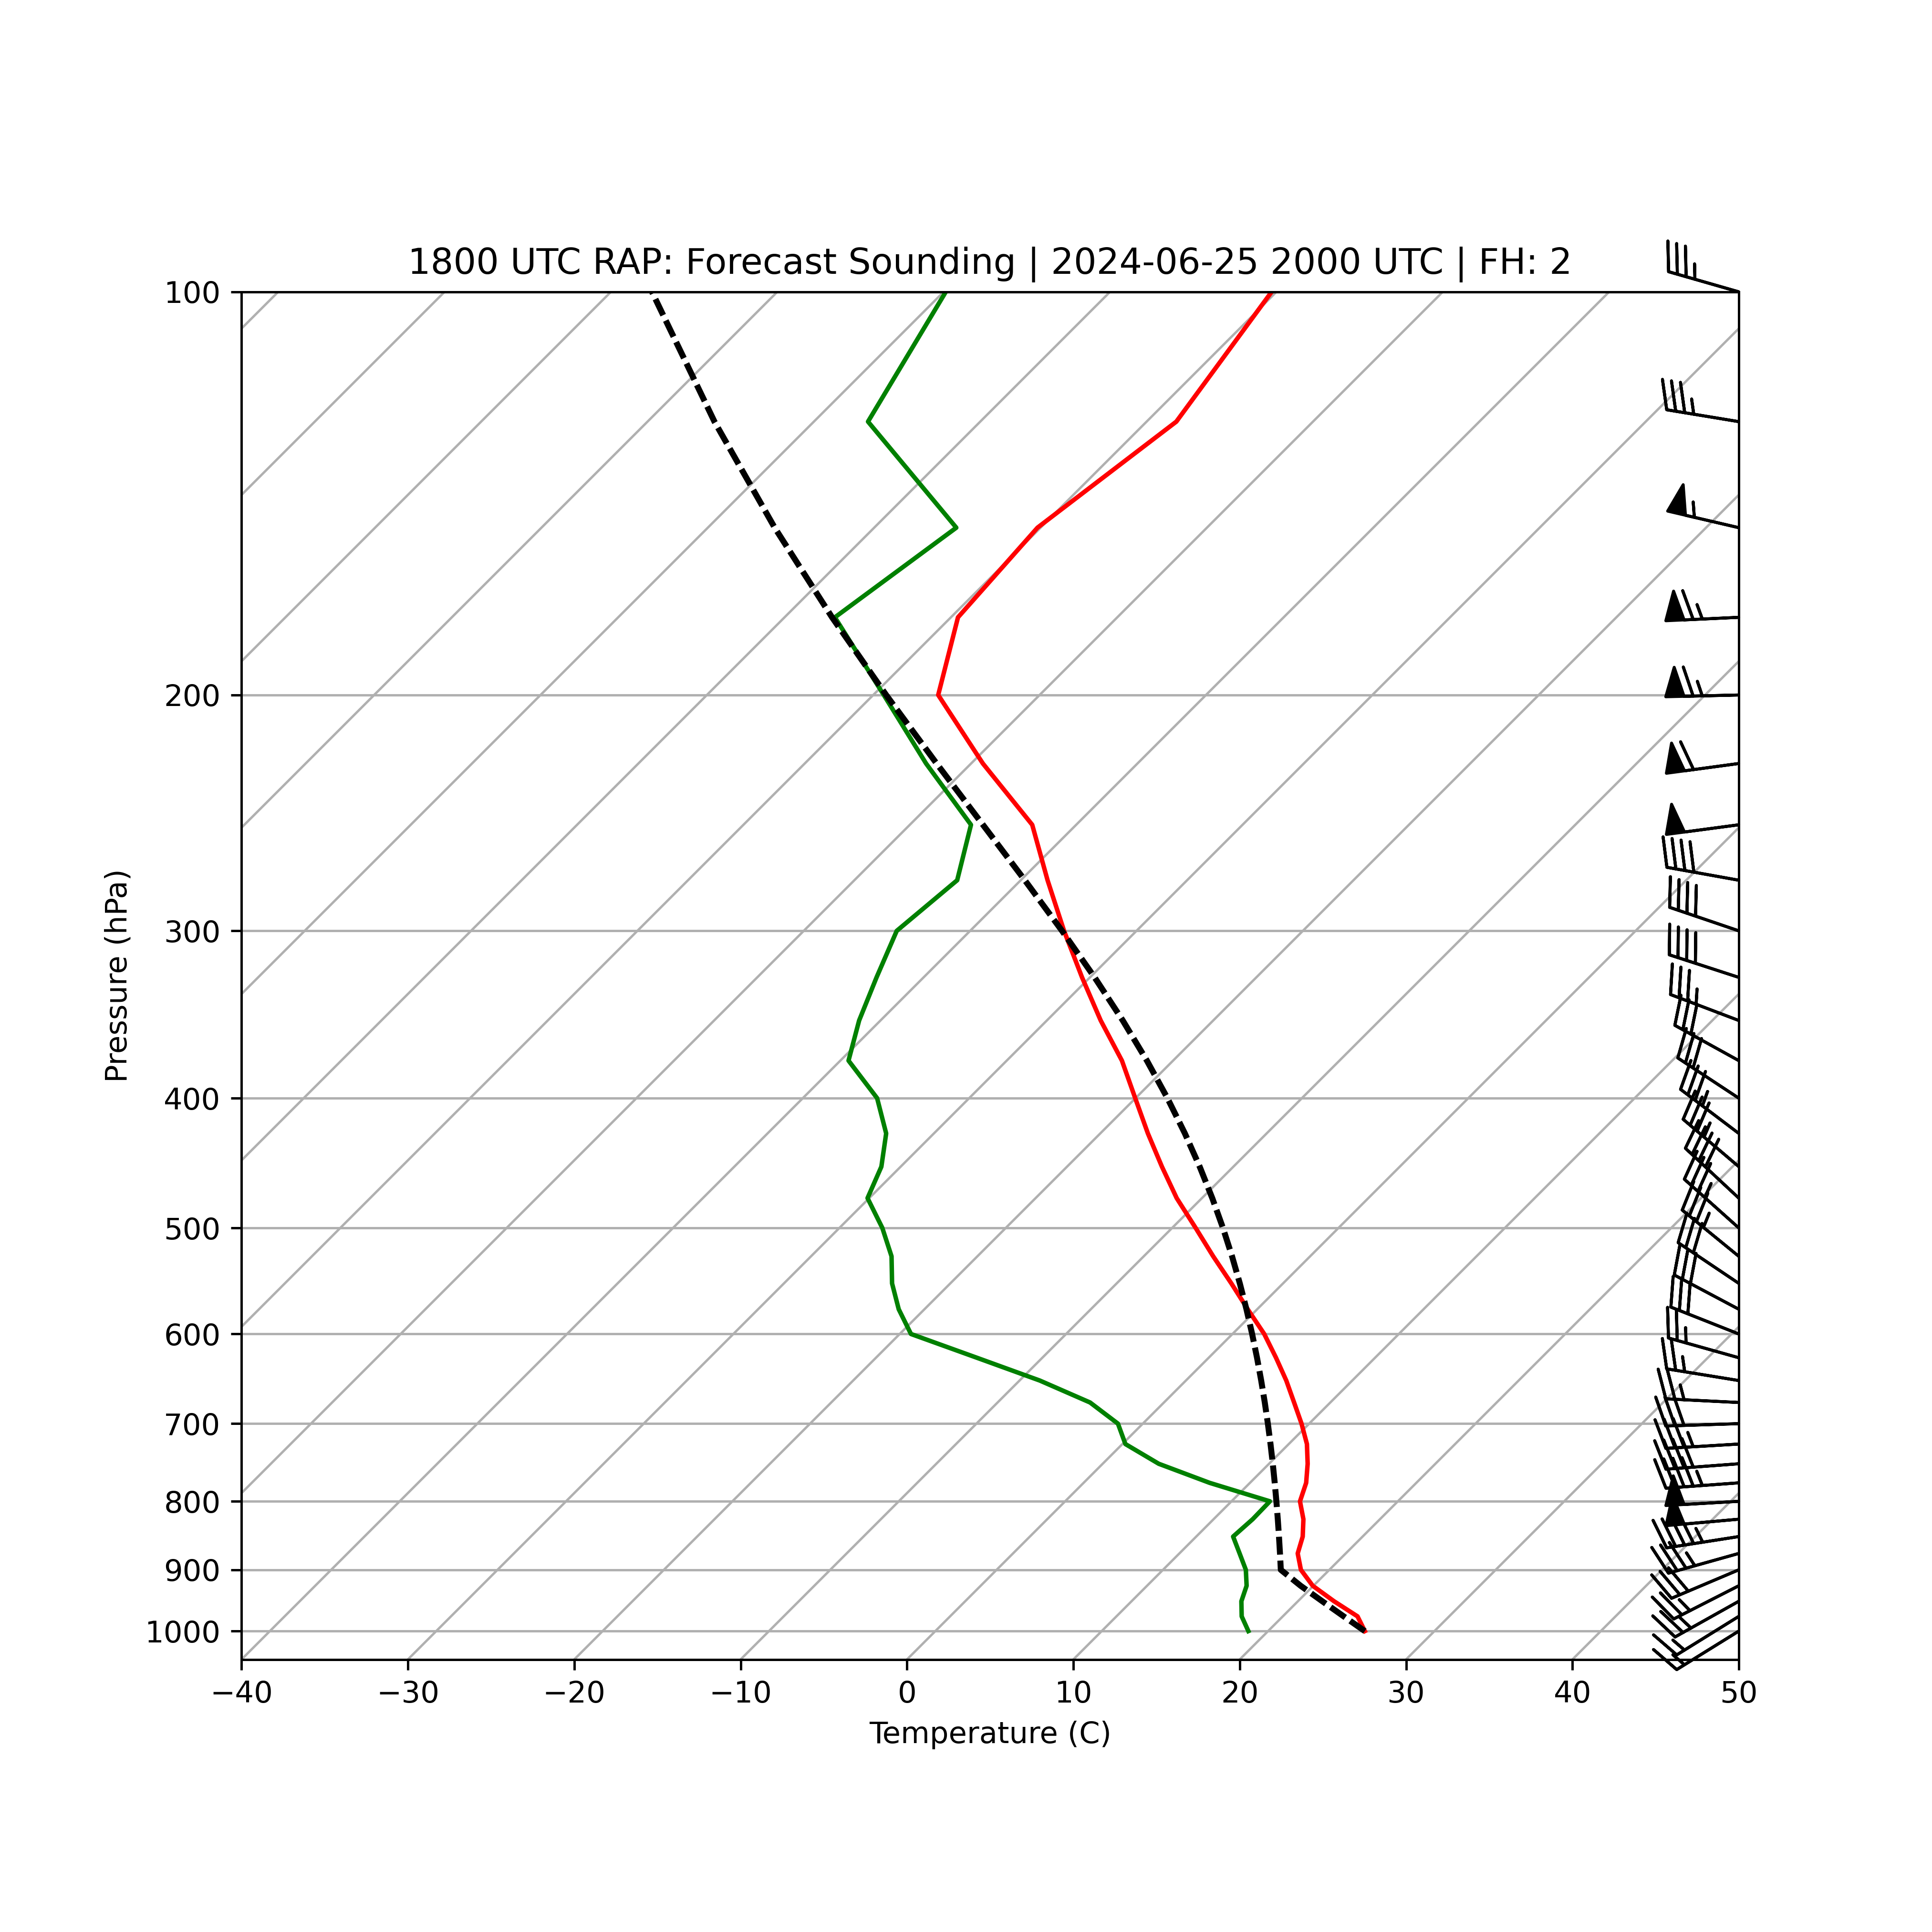 1800 UTC RAP: Forecast Sounding | 2024-06-25 2000 UTC | FH: 2
100
200
300
400
500
600
700
800
900
1000
Pressure (hPa)
−40 −30 −20 −10 0 10 20 30 40 50
Temperature (C)